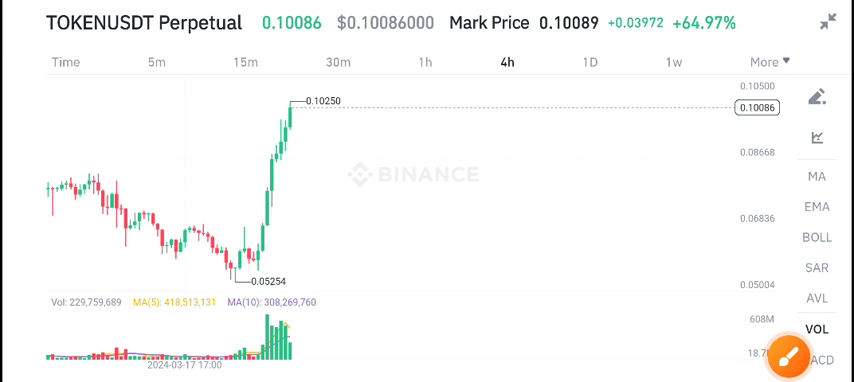 TOKENUSDT Perpetual 0.10086 $0.10086000 Mark Price 0.10089 +0.03972 +64.97%
Time 5m 15m 30m 1h 4h 1D 1w More
0.10500
0.10250
0.10086
BINANCE
0.08668
MA
EMA
0.06836
BOLL
SAR
0.05254
0.05004
AVL
Vol: 229,759,689 MA(5): 418,513,131 MA(10): 308,269,760
608M
VOL
18.7
ACD
2024-03-17 17:00